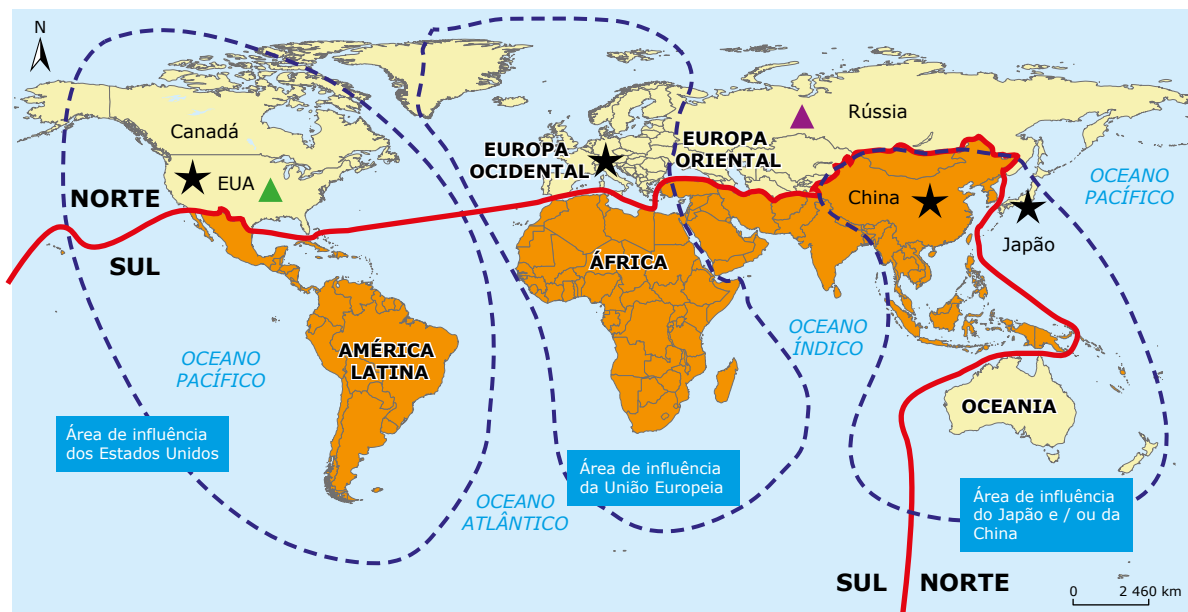 N
Canadá
EUA
NORTE
SUL
OCEANO
PACÍFICO
AMÉRICA
LATINA
Área de influência
dos Estados Unidos
OCEANO
ATLÂNTICO
EUROPA
OCIDENTAL
EUROPA
ORIENTAL
Rússia
ÁFRICA
Área de influência
da União Europeia
China
Japão
OCEANO
PACÍFICO
OCEANO
ÍNDICO
OCEANIA
Área de influência
do Japão e / ou da
China
SUL
NORTE
0 2 460 km